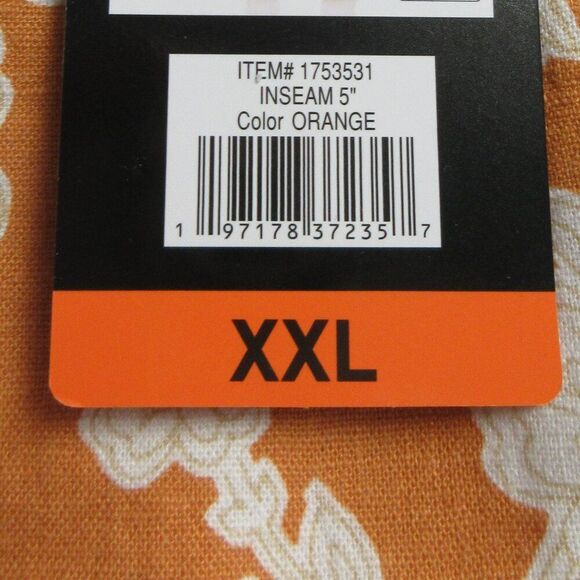 ITEM# 1753531
INSEAM 5"
Color ORANGE
1 97178 37235 7
XXL